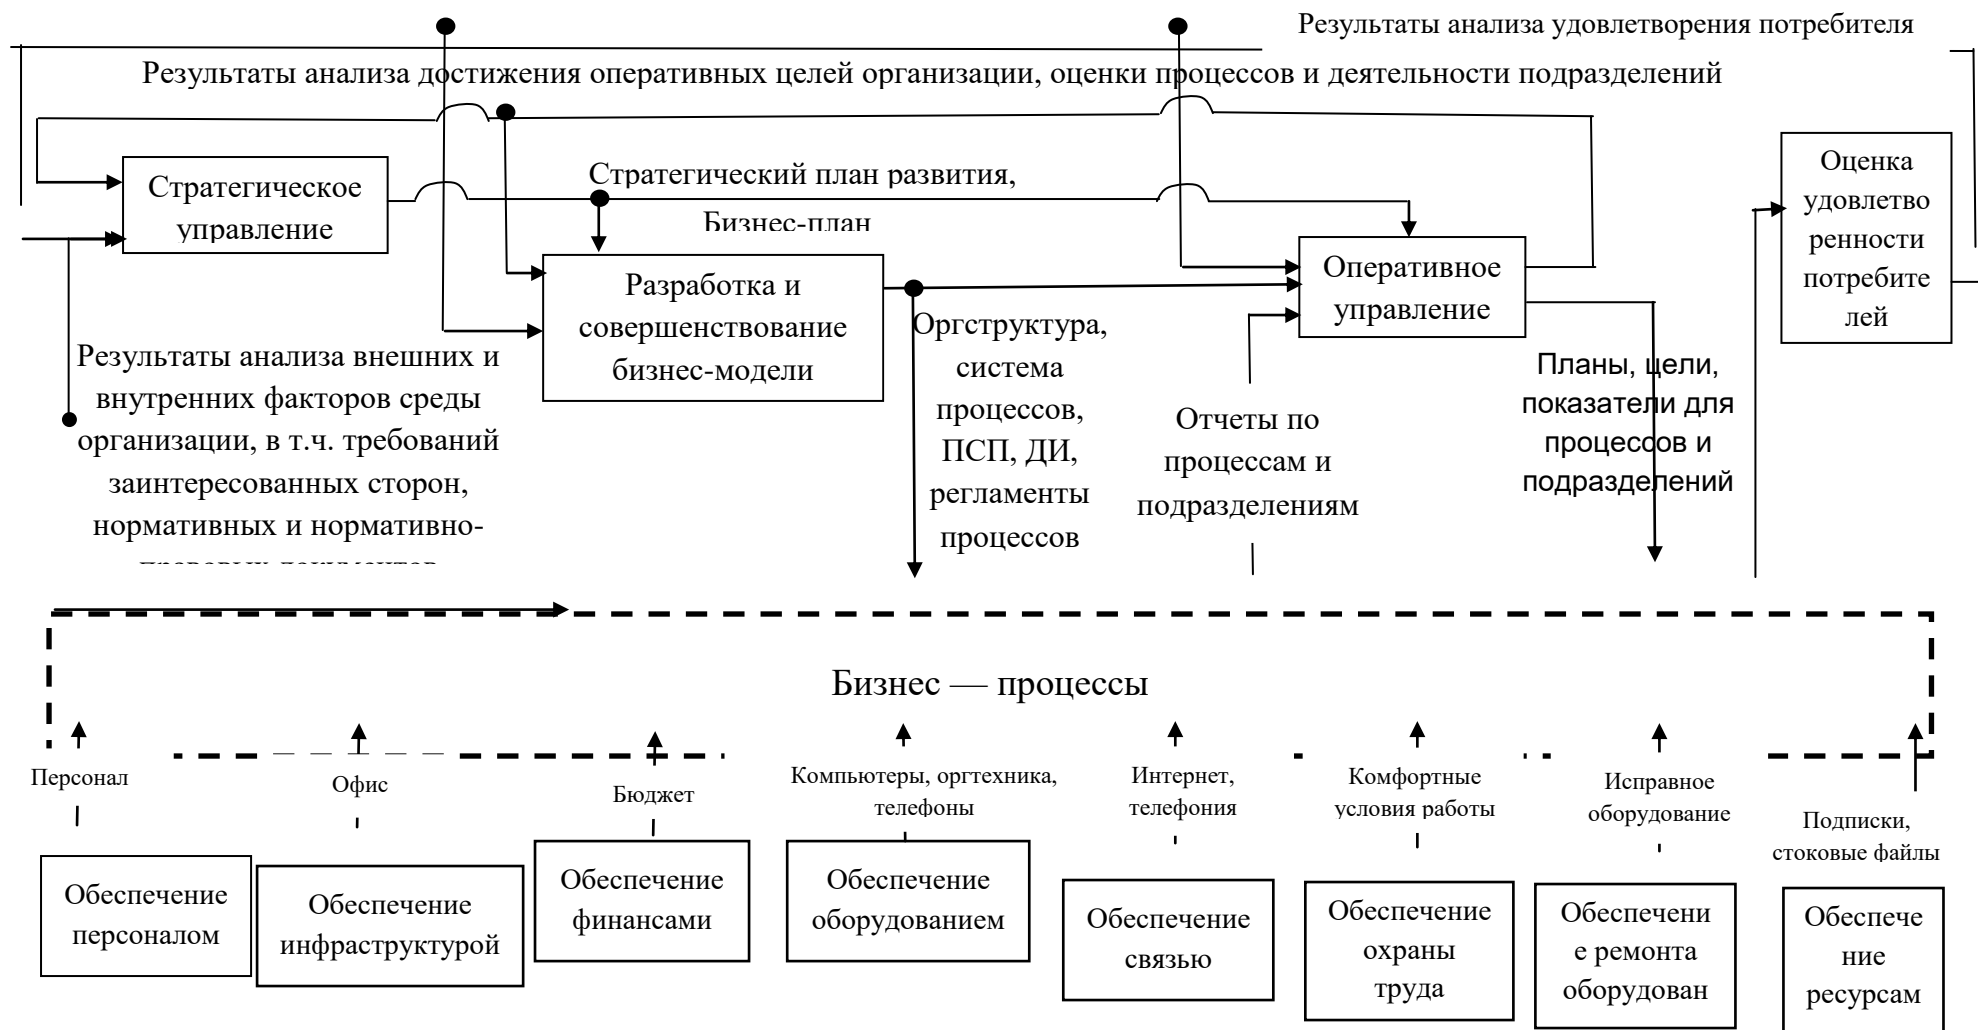 Результаты анализа удовлетворения потребителя
Результаты анализа достижения оперативных целей организации, оценки процессов и деятельности подразделений
Стратегическое
управление
Стратегический план развития,
Бизнес-план
Разработка и
совершенствование
бизнес-модели
Оперативное
управление
Оценка
удовлетво
ренности
потребите
лей
Результаты анализа внешних и
внутренних факторов среды
организации, в т.ч. требований
заинтересованных сторон,
нормативных и нормативно-
правовых документов
Оргструктура,
система
процессов,
ПСП, ДИ,
регламенты
процессов
Отчеты по
процессам и
подразделениям
Планы, цели,
показатели для
процессов и
подразделений
Бизнес — процессы
Персонал
Офис
Бюджет
Компьютеры, оргтехника,
телефоны
Интернет,
телефония
Комфортные
условия работы
Исправное
оборудование
Подписки,
стоковые файлы
Обеспечение
персоналом
Обеспечение
инфраструктурой
Обеспечение
финансами
Обеспечение
оборудованием
Обеспечение
связью
Обеспечение
охраны
труда
Обеспечени
е ремонта
оборудован
Обеспече
ние
ресурсам